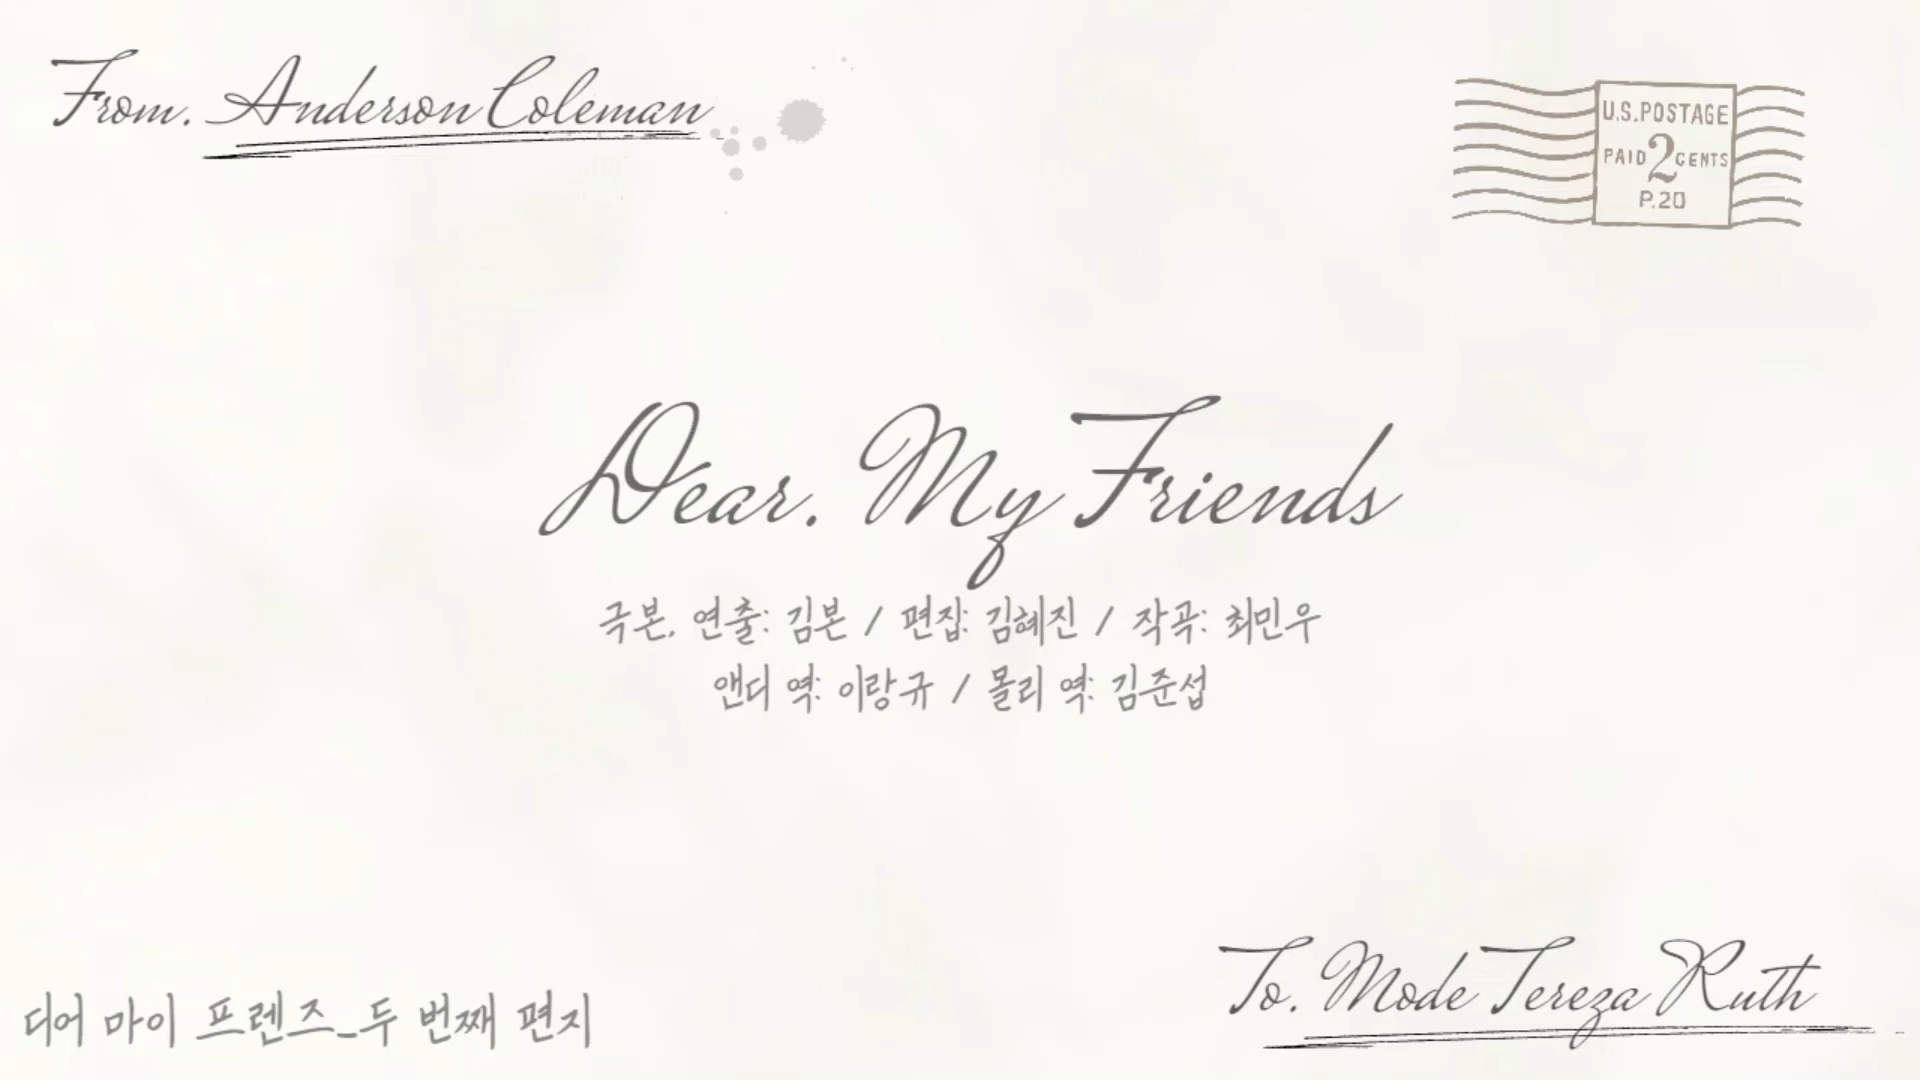 From. Anderson Coleman
U.S.POSTAGE
PAID 2 CENTS
P.20
Dear. My Friends
극본, 연출: 김본 / 편집: 김혜진 / 작곡: 최민우
앤디 역: 이랑규 / 몰리 역: 김준섭
To. Mode Tereza Ruth
디어 마이 프렌즈_두 번째 편지